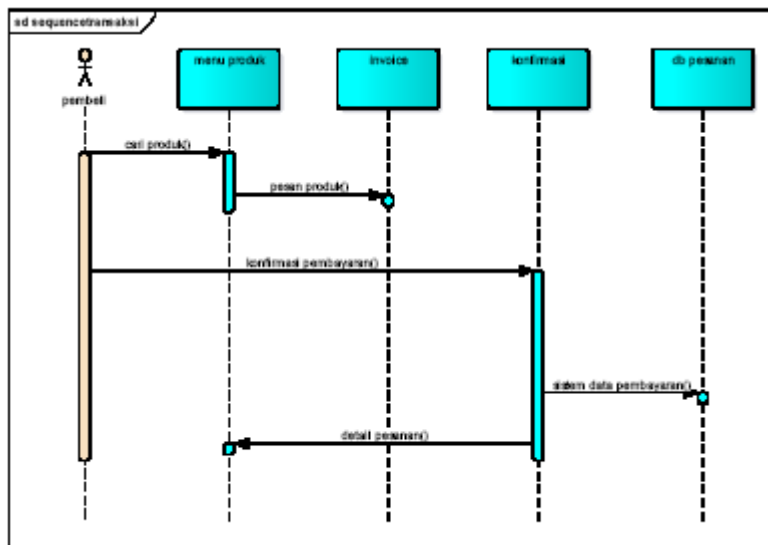 sd sequencetransaksi
pembeli
menu produk
invoice
konfirmasi
db pesanan
cari produk()
pesan produk()
konfirmasi pembayaran()
sistem data pembayaran()
detail pesanan()